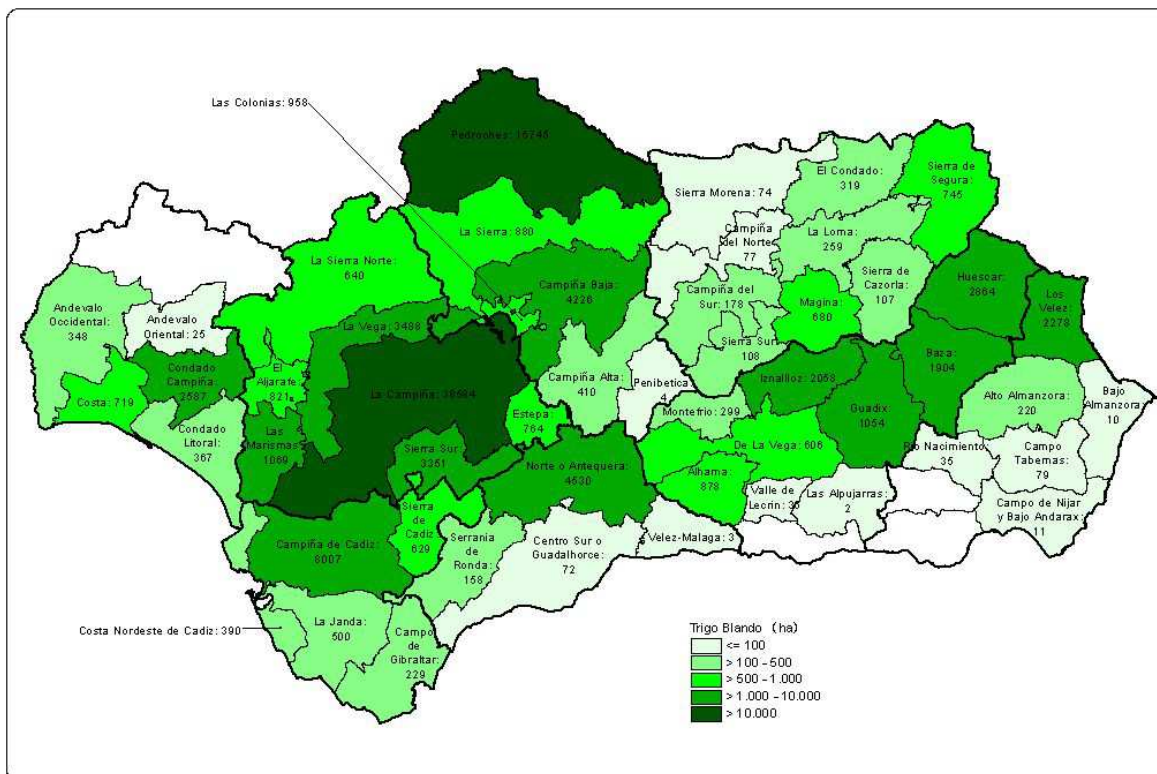 Las Colonias: 958
Pedroches: 15745
Sierra Morena: 74
El Condado:
319
Sierra de
Segura:
745
La Sierra: 880
Campiña
del Norte:
77
La Loma:
259
La Sierra Norte:
640
Campiña Baja:
4226
Campiña del
Sur: 178
Sierra de
Cazorla:
107
Huescar:
2864
Andevalo
Occidental:
348
Andevalo
Oriental: 25
La Vega: 3488
Magina:
680
Los
Velez:
2278
Sierra Sur:
108
Condado
Campiña:
2587
El
Aljarafe:
821
La Campiña: 38584
Campiña Alta:
410
Penibetica:
4
Iznalloz: 2058
Baza:
1904
Costa: 719
Estepa:
764
Montefrio: 299
Guadix:
1054
Alto Almanzora:
220
Bajo
Almanzora:
10
Condado
Litoral:
367
Las
Marismas:
1069
Sierra Sur:
3351
De La Vega: 606
Rio Nacimiento:
35
Campo
Tabernas:
79
Norte o Antequera:
4530
Alhama:
878
Valle de
Lecrin: 35
Las Alpujarras:
2
Campo de Nijar
y Bajo Andarax:
11
Sierra
de
Cadiz:
629
Campiña de Cadiz:
8007
Serrania
de
Ronda:
158
Centro Sur o
Guadalhorce:
72
Velez-Malaga: 3
Costa Nordeste de Cadiz: 390
La Janda:
500
Campo
de
Gibraltar:
229
Trigo Blando (ha)
<= 100
> 100 - 500
> 500 - 1.000
> 1.000 - 10.000
> 10.000